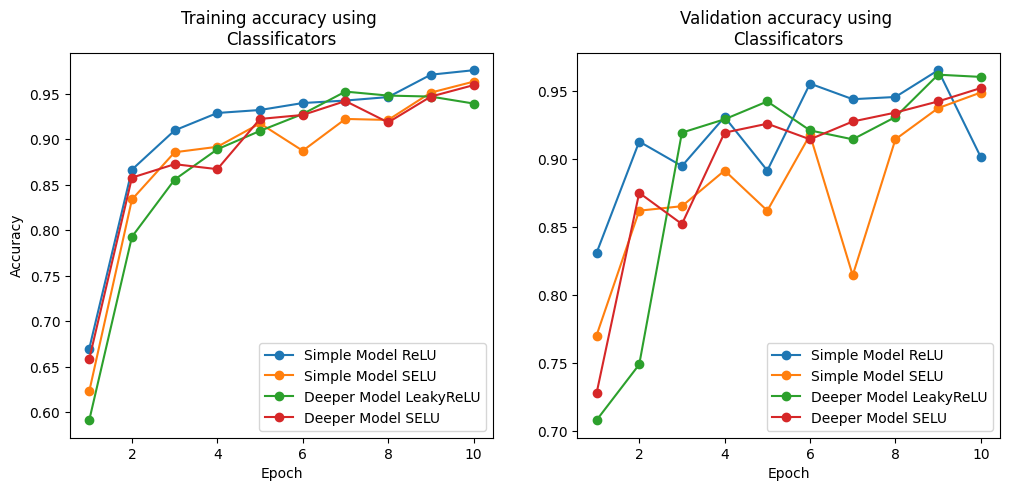 Training accuracy using
Classificators
Accuracy
0.95
0.90
0.85
0.80
0.75
0.70
0.65
0.60
2
4
6
8
10
Epoch
Simple Model ReLU
Simple Model SELU
Deeper Model LeakyReLU
Deeper Model SELU
Validation accuracy using
Classificators
0.95
0.90
0.85
0.80
0.75
0.70
2
4
6
8
10
Epoch
Simple Model ReLU
Simple Model SELU
Deeper Model LeakyReLU
Deeper Model SELU